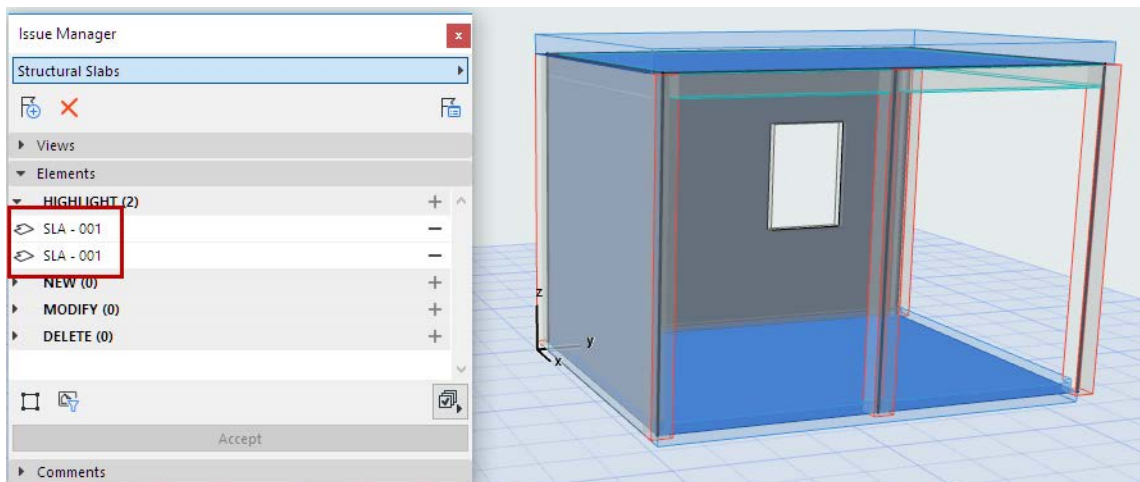 Issue Manager
x
Structural Slabs
Views
Elements
HIGHLIGHT (2)
SLA - 001
SLA - 001
NEW (0)
MODIFY (0)
DELETE (0)
Accept
Comments
z
y
x